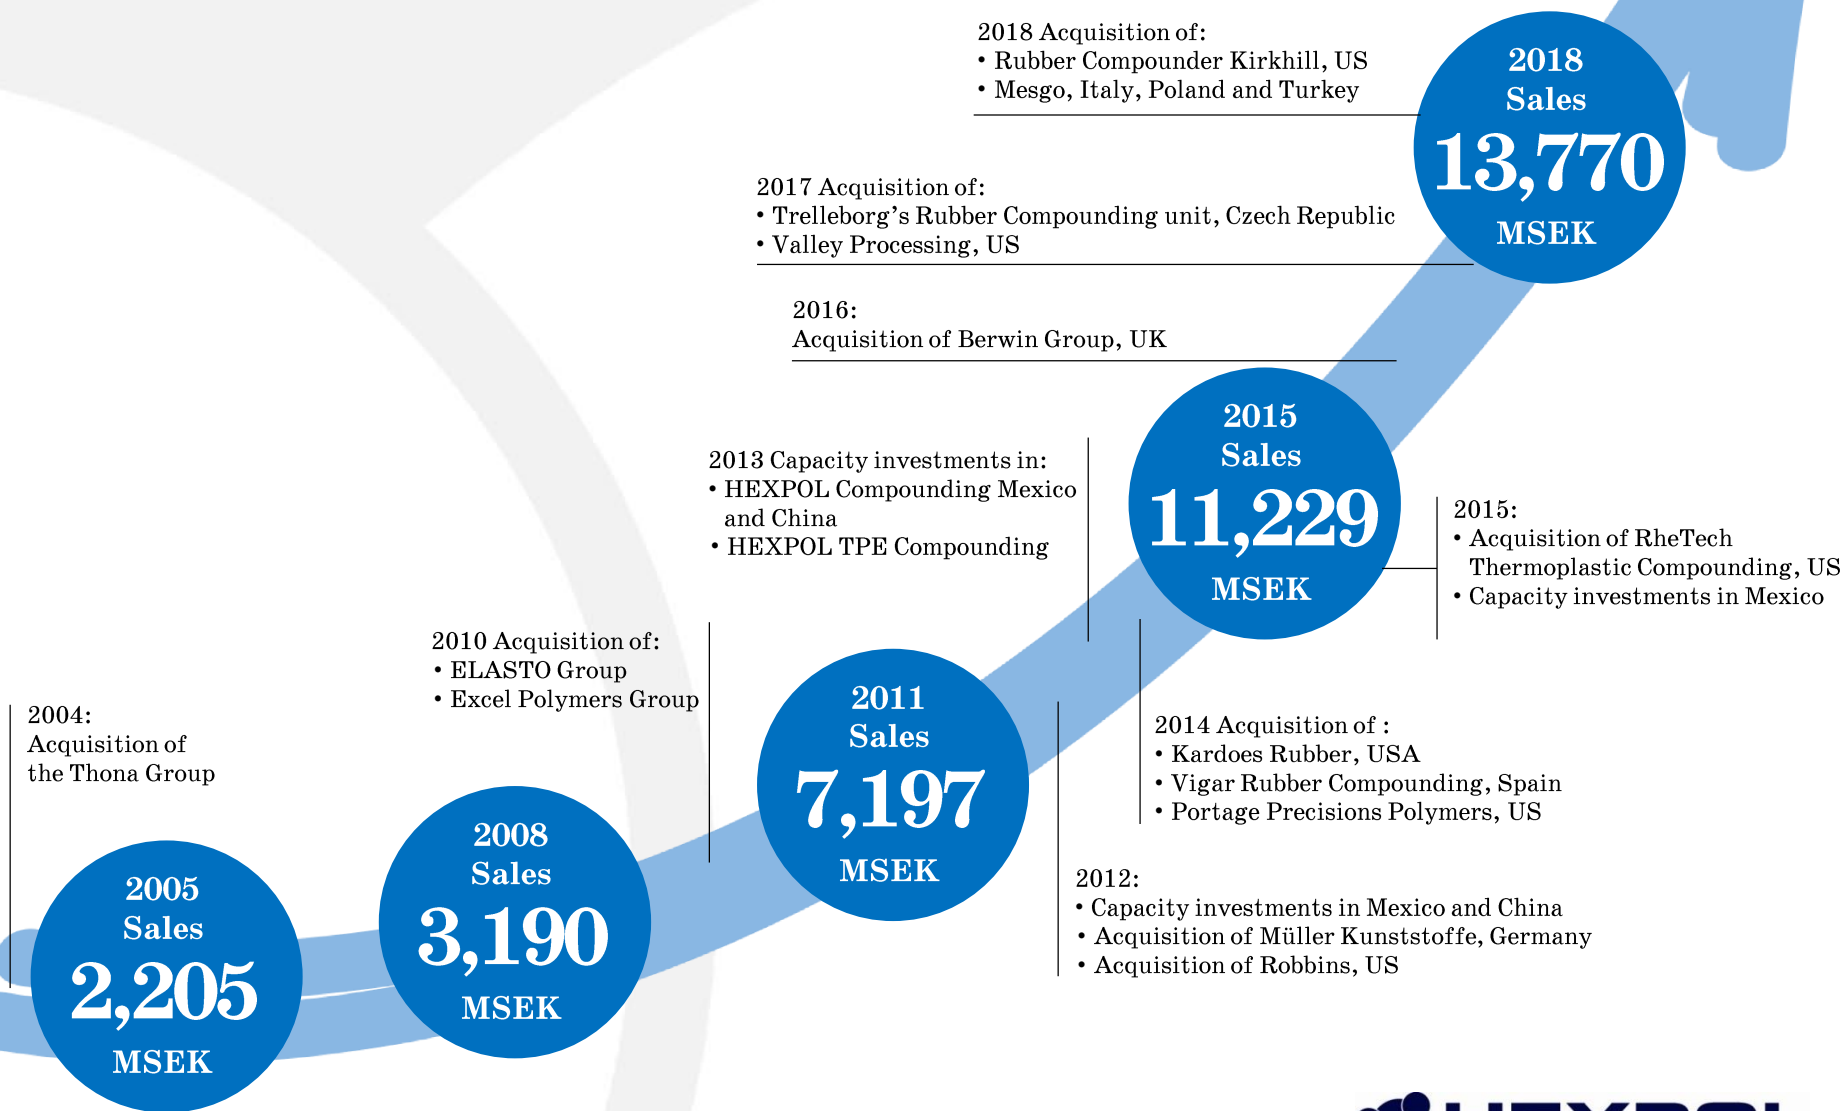 2018 Acquisition of:
• Rubber Compounder Kirkhill, US
• Mesgo, Italy, Poland and Turkey
2018
Sales
13,770
MSEK
2017 Acquisition of:
• Trelleborg’s Rubber Compounding unit, Czech Republic
• Valley Processing, US
2016:
Acquisition of Berwin Group, UK
2015
Sales
11,229
MSEK
2013 Capacity investments in:
• HEXPOL Compounding Mexico
and China
• HEXPOL TPE Compounding
2015:
• Acquisition of RheTech
Thermoplastic Compounding, US
• Capacity investments in Mexico
2010 Acquisition of:
• ELASTO Group
• Excel Polymers Group
2011
Sales
7,197
MSEK
2014 Acquisition of :
• Kardoes Rubber, USA
• Vigar Rubber Compounding, Spain
• Portage Precisions Polymers, US
2004:
Acquisition of
the Thona Group
2008
Sales
3,190
MSEK
2005
Sales
2,205
MSEK
2012:
• Capacity investments in Mexico and China
• Acquisition of Müller Kunststoffe, Germany
• Acquisition of Robbins, US
HEXPOL